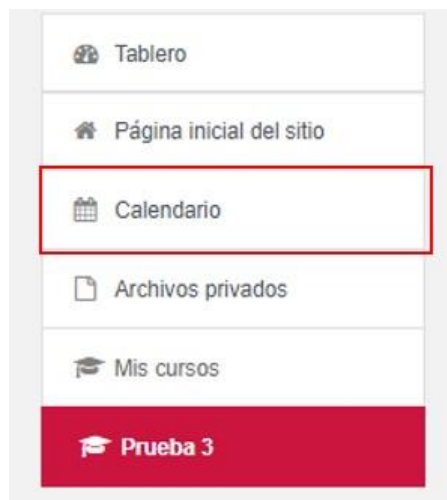 Tablero
Página inicial del sitio
Calendario
Archivos privados
Mis cursos
Prueba 3